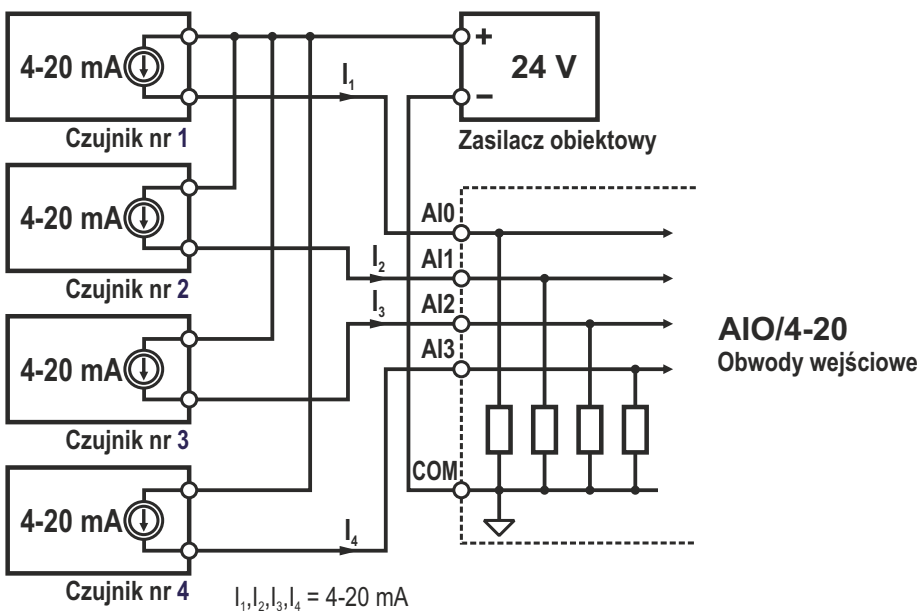 4-20 mA
Czujnik nr 1
4-20 mA
Czujnik nr 2
4-20 mA
Czujnik nr 3
4-20 mA
Czujnik nr 4
I₁
I₂
I₃
I₄
I₁,I₂,I₃,I₄ = 4-20 mA
+
24 V
−
Zasilacz obiektowy
AI0
AI1
AI2
AI3
COM
AIO/4-20
Obwody wejściowe